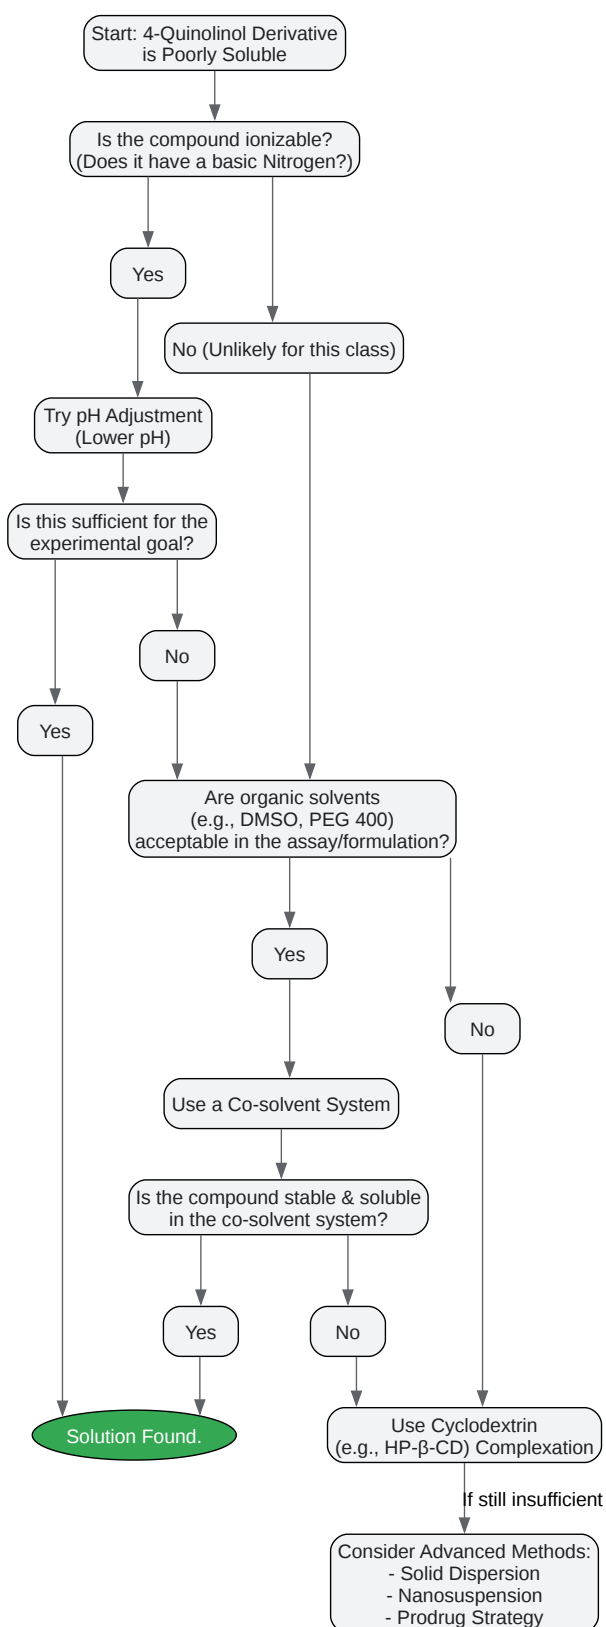 Start: 4-Quinolinol Derivative
is Poorly Soluble
Is the compound ionizable?
(Does it have a basic Nitrogen?)
Yes
No (Unlikely for this class)
Try pH Adjustment
(Lower pH)
Is this sufficient for the
experimental goal?
No
Yes
Are organic solvents
(e.g., DMSO, PEG 400)
acceptable in the assay/formulation?
Yes
No
Use a Co-solvent System
Is the compound stable & soluble
in the co-solvent system?
Yes
No
Solution Found.
Use Cyclodextrin
(e.g., HP-β-CD) Complexation
If still insufficient
Consider Advanced Methods:
- Solid Dispersion
- Nanosuspension
- Prodrug Strategy